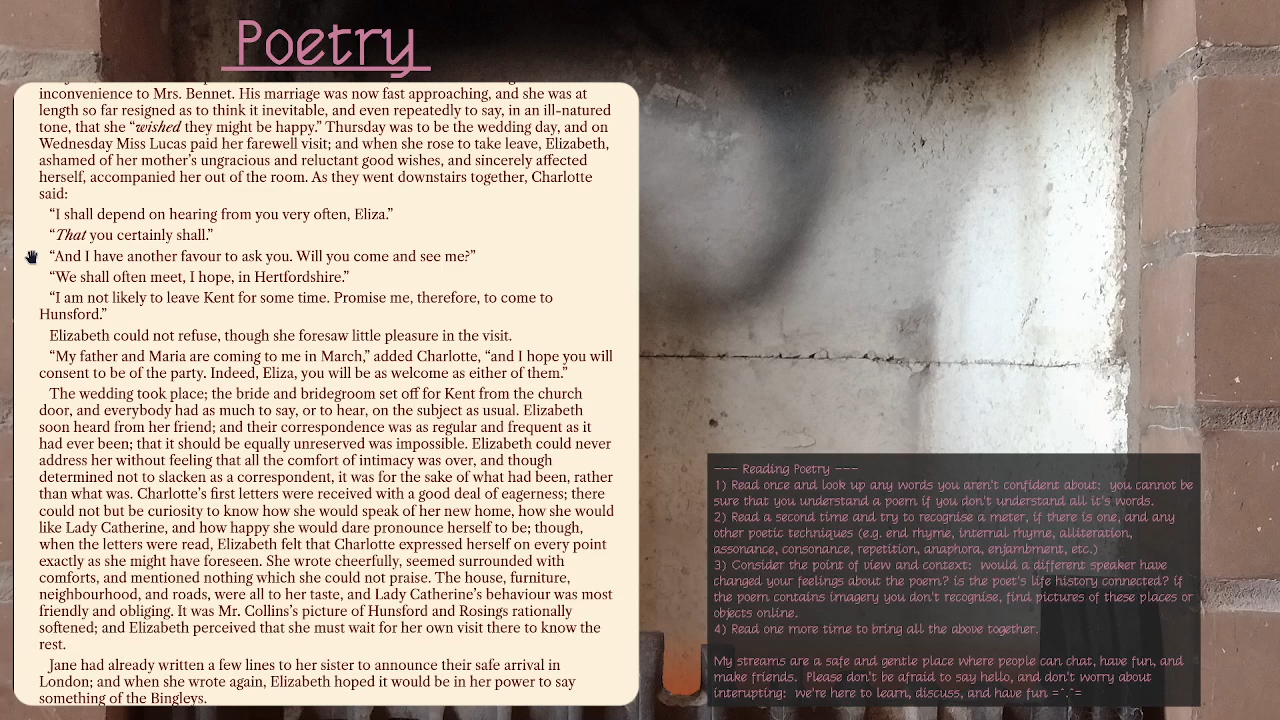 Poetry
inconvenience to Mrs. Bennet. His marriage was now fast approaching, and she was at
length so far resigned as to think it inevitable, and even repeatedly to say, in an ill-natured
tone, that she “wished they might be happy.” Thursday was to be the wedding day, and on
Wednesday Miss Lucas paid her farewell visit; and when she rose to take leave, Elizabeth,
ashamed of her mother’s ungracious and reluctant good wishes, and sincerely affected
herself, accompanied her out of the room. As they went downstairs together, Charlotte
said:
“I shall depend on hearing from you very often, Eliza.”
“That you certainly shall.”
“And I have another favour to ask you. Will you come and see me?”
“We shall often meet, I hope, in Hertfordshire.”
“I am not likely to leave Kent for some time. Promise me, therefore, to come to
Hunsford.”
Elizabeth could not refuse, though she foresaw little pleasure in the visit.
“My father and Maria are coming to me in March,” added Charlotte, “and I hope you will
consent to be of the party. Indeed, Eliza, you will be as welcome as either of them.”
The wedding took place; the bride and bridegroom set off for Kent from the church
door, and everybody had as much to say, or to hear, on the subject as usual. Elizabeth
soon heard from her friend; and their correspondence was as regular and frequent as it
had ever been; that it should be equally unreserved was impossible. Elizabeth could never
address her without feeling that all the comfort of intimacy was over, and though
determined not to slacken as a correspondent, it was for the sake of what had been, rather
than what was. Charlotte’s first letters were received with a good deal of eagerness; there
could not but be curiosity to know how she would speak of her new home, how she would
like Lady Catherine, and how happy she would dare pronounce herself to be; though,
when the letters were read, Elizabeth felt that Charlotte expressed herself on every point
exactly as she might have foreseen. She wrote cheerfully, seemed surrounded with
comforts, and mentioned nothing which she could not praise. The house, furniture,
neighbourhood, and roads, were all to her taste, and Lady Catherine’s behaviour was most
friendly and obliging. It was Mr. Collins’s picture of Hunsford and Rosings rationally
softened; and Elizabeth perceived that she must wait for her own visit there to know the
rest.
Jane had already written a few lines to her sister to announce their safe arrival in
London; and when she wrote again, Elizabeth hoped it would be in her power to say
something of the Bingleys.
--- Reading Poetry ---
1) Read once and look up any words you aren't confident about:  you cannot be
sure that you understand a poem if you don't understand all it's words.
2) Read a second time and try to recognise a meter, if there is one, and any
other poetic techniques (e.g. end rhyme, internal rhyme, alliteration,
assonance, consonance, repetition, anaphora, enjambment, etc.)
3) Consider the point of view and context:  would a different speaker have
changed your feelings about the poem? is the poet's life history connected? if
the poem contains imagery you don't recognise, find pictures of these places or
objects online.
4) Read one more time to bring all the above together.
My streams are a safe and gentle place where people can chat, have fun, and
make friends.  Please don't be afraid to say hello, and don't worry about
interupting:  we're here to learn, discuss, and have fun =^.^=